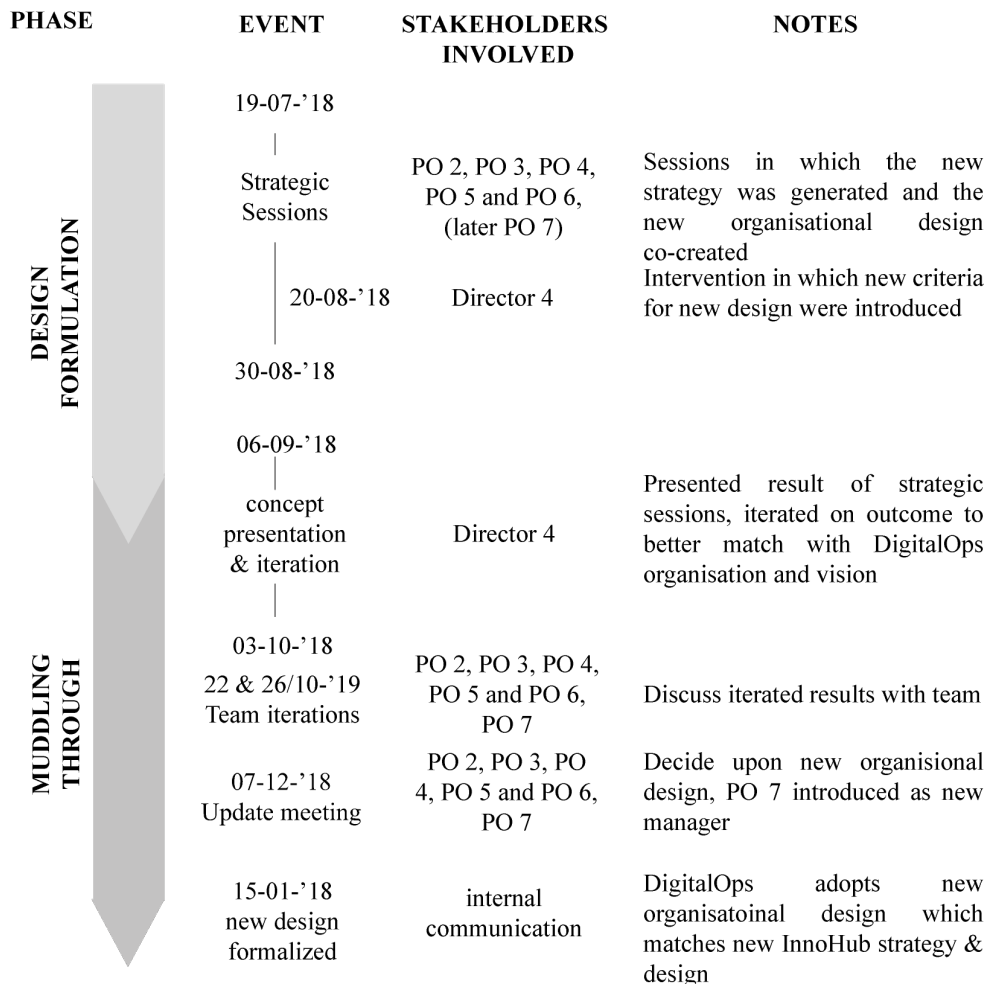 PHASE
EVENT
STAKEHOLDERS
INVOLVED
NOTES
DESIGN
FORMULATION
19-07-’18
Strategic
Sessions
PO 2, PO 3, PO 4,
PO 5 and PO 6,
(later PO 7)
Sessions in which the new
strategy was generated and the
new organisational design
co-created
20-08-’18
Director 4
Intervention in which new criteria
for new design were introduced
30-08-’18
06-09-’18
concept
presentation
& iteration
Director 4
Presented result of strategic
sessions, iterated on outcome to
better match with DigitalOps
organisation and vision
03-10-’18
MUDDLING
THROUGH
22 & 26/10-’19
Team iterations
PO 2, PO 3, PO 4,
PO 5 and PO 6,
PO 7
Discuss iterated results with team
07-12-’18
Update meeting
PO 2, PO 3, PO
4, PO 5 and PO 6,
PO 7
Decide upon new organisional
design, PO 7 introduced as new
manager
15-01-’18
new design
formalized
internal
communication
DigitalOps adopts new
organisatoinal design which
matches new InnoHub strategy &
design